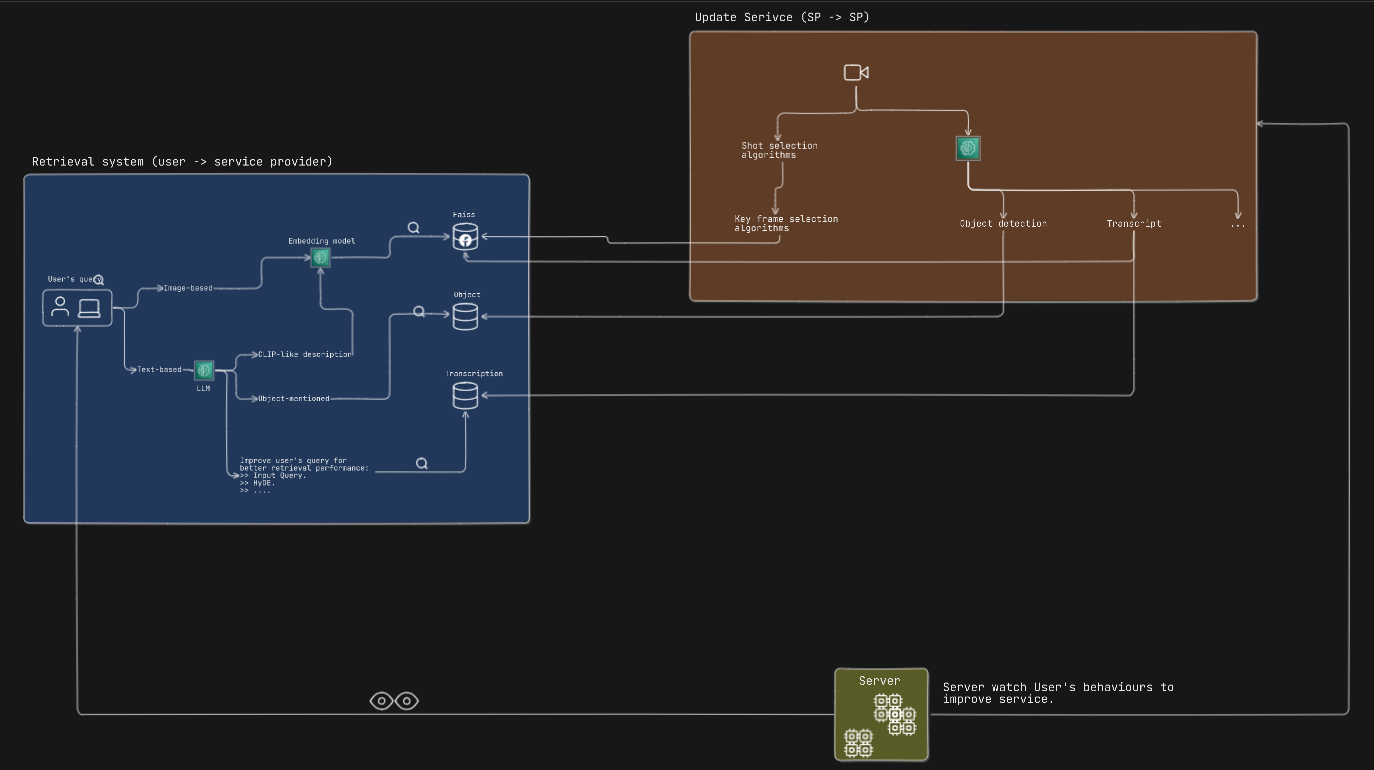 Update Serivce (SP -> SP)
Shot selection
algorithms
Key frame selection
algorithms
Object detection
Transcript
...
Retrieval system (user -> service provider)
Faiss
Embedding model
User's query
Image-based
Object
CLIP-like description
Text-based
LLM
Transcription
Object-mentioned
Improve user's query for
better retrieval performance:
>> Input Query.
>> HyDE.
>> ....
Server
Server watch User's behaviours to
improve service.